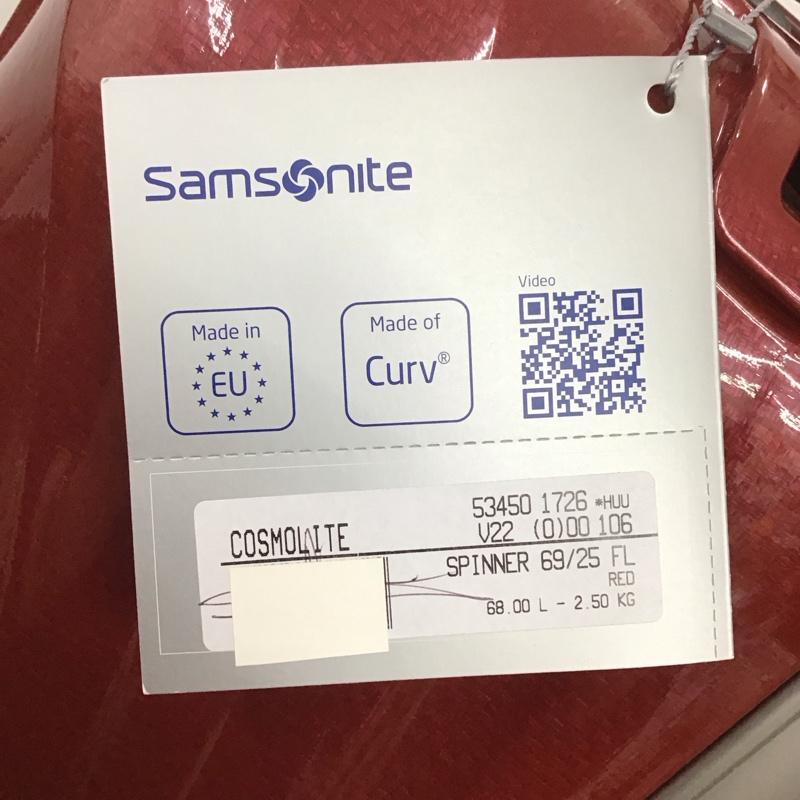 Samsonite
Made in
EU
Made of
Curv®
Video
53450 1726 *HUU
V22 (0)00 106
COSMOLITE
SPINNER 69/25 FL
RED
68.00 L - 2.50 KG